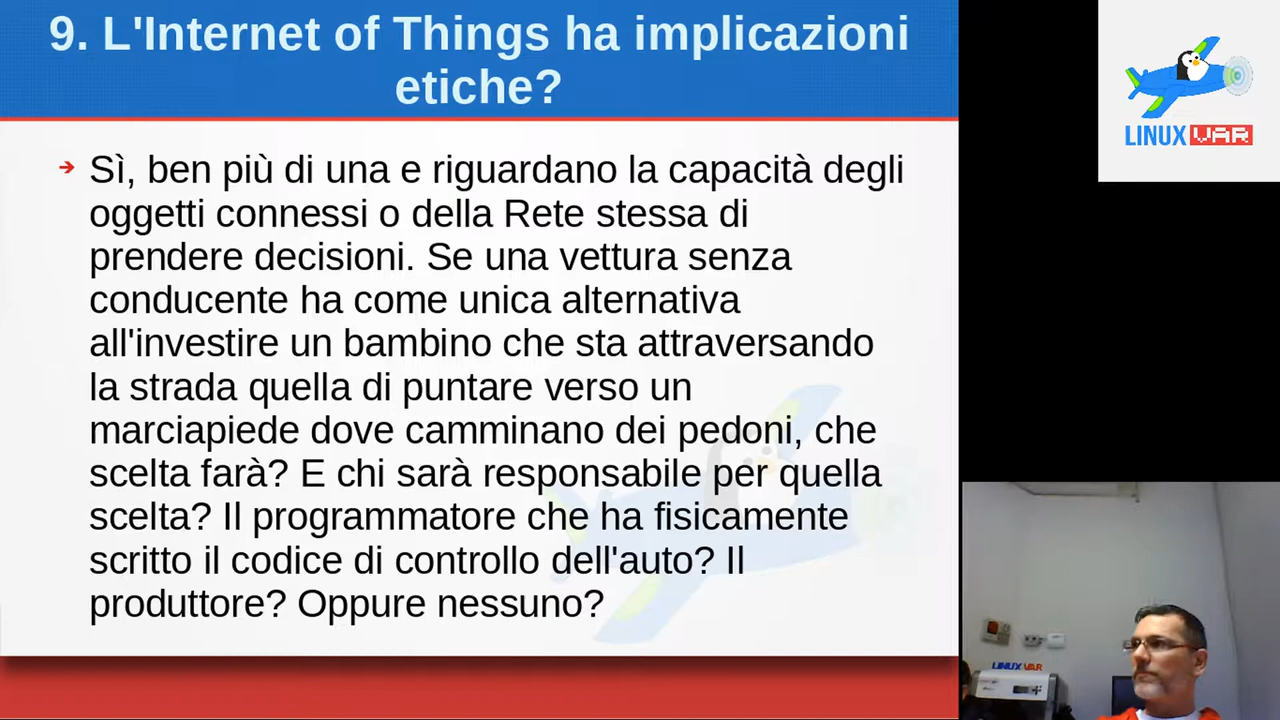 9. L'Internet of Things ha implicazioni
etiche?
Sì, ben più di una e riguardano la capacità degli
oggetti connessi o della Rete stessa di
prendere decisioni. Se una vettura senza
conducente ha come unica alternativa
all'investire un bambino che sta attraversando
la strada quella di puntare verso un
marciapiede dove camminano dei pedoni, che
scelta farà? E chi sarà responsabile per quella
scelta? Il programmatore che ha fisicamente
scritto il codice di controllo dell'auto? Il
produttore? Oppure nessuno?
LINUX VAR
LINUX VAR